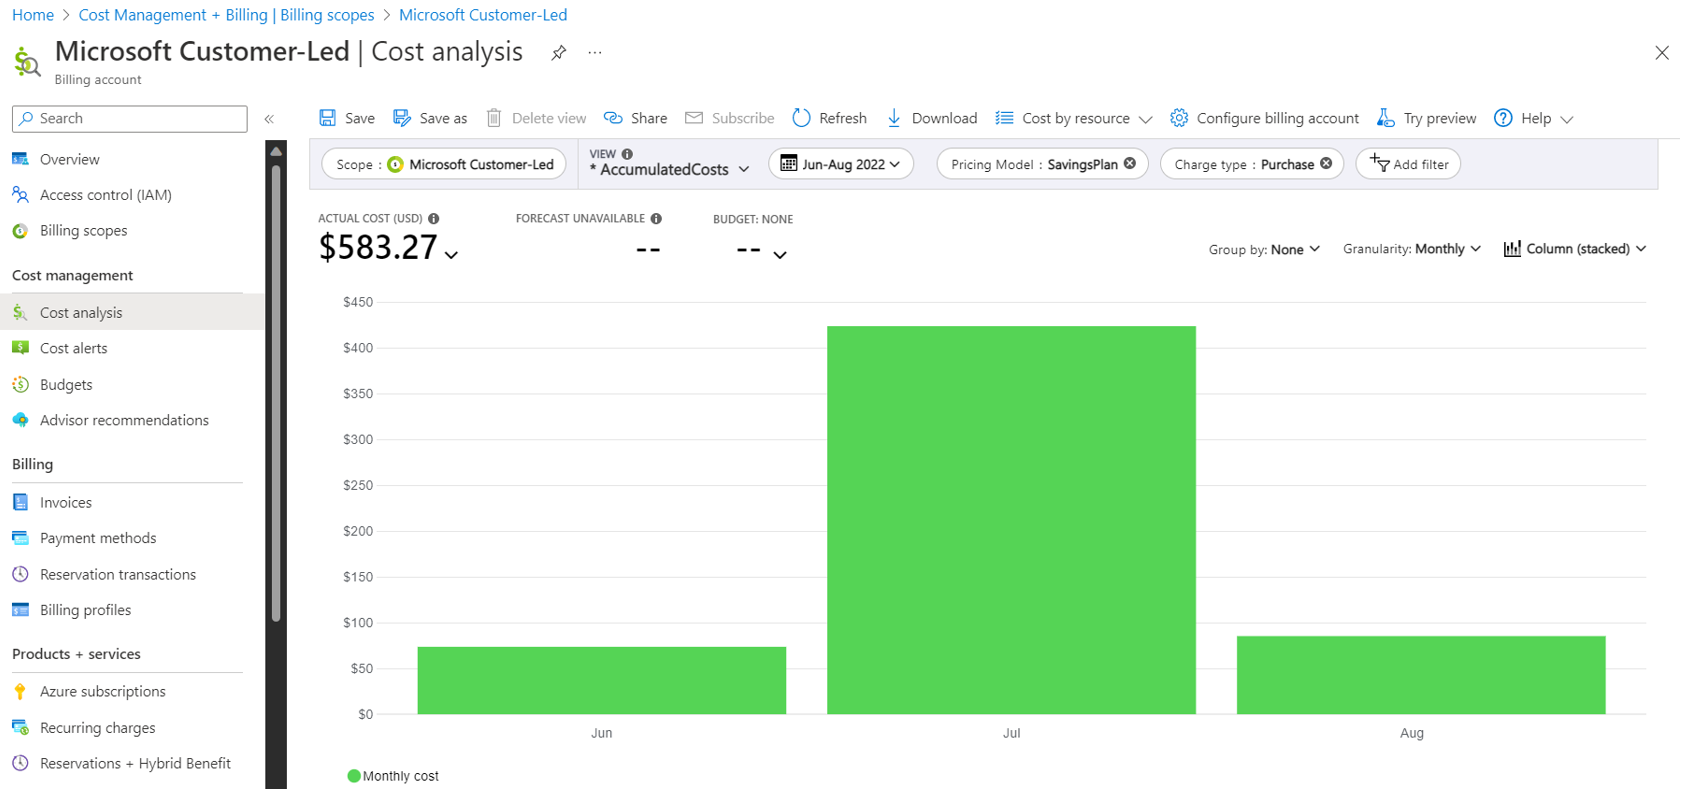 Home > Cost Management + Billing | Billing scopes > Microsoft Customer-Led
Microsoft Customer-Led | Cost analysis
Billing account
Search
Overview
Access control (IAM)
Billing scopes
Cost management
Cost analysis
Cost alerts
Budgets
Advisor recommendations
Billing
Invoices
Payment methods
Reservation transactions
Billing profiles
Products + services
Azure subscriptions
Recurring charges
Reservations + Hybrid Benefit
Save Save as Delete view Share Subscribe Refresh Download Cost by resource Configure billing account Try preview Help
Scope : Microsoft Customer-Led
VIEW
* AccumulatedCosts
Jun-Aug 2022
Pricing Model : SavingsPlan
Charge type : Purchase
Add filter
ACTUAL COST (USD)
$583.27
FORECAST UNAVAILABLE
--
BUDGET: NONE
--
Group by: None
Granularity: Monthly
Column (stacked)
$450
$400
$350
$300
$250
$200
$150
$100
$50
$0
Jun Jul Aug
Monthly cost